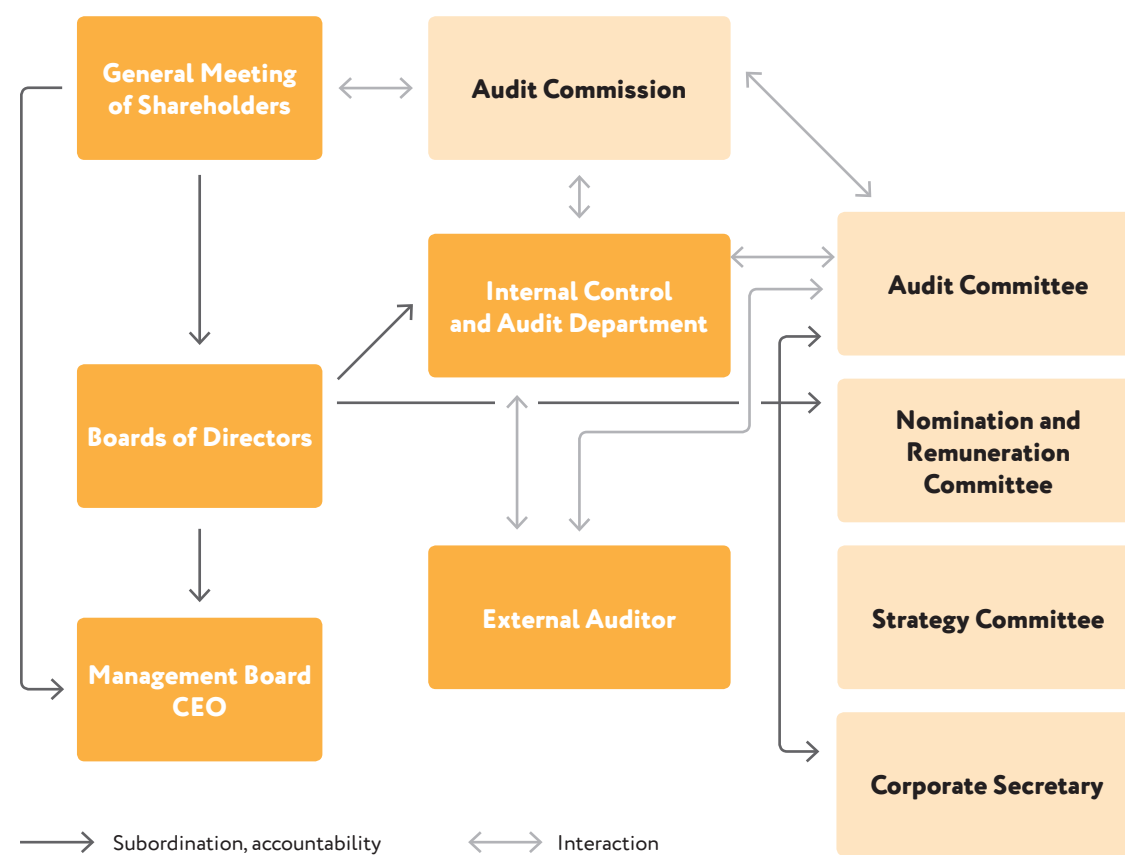 General Meeting
of Shareholders
Audit Commission
Internal Control
and Audit Department
Audit Committee
Boards of Directors
Nomination and
Remuneration
Committee
External Auditor
Strategy Committee
Management Board
CEO
Corporate Secretary
Subordination, accountability
Interaction